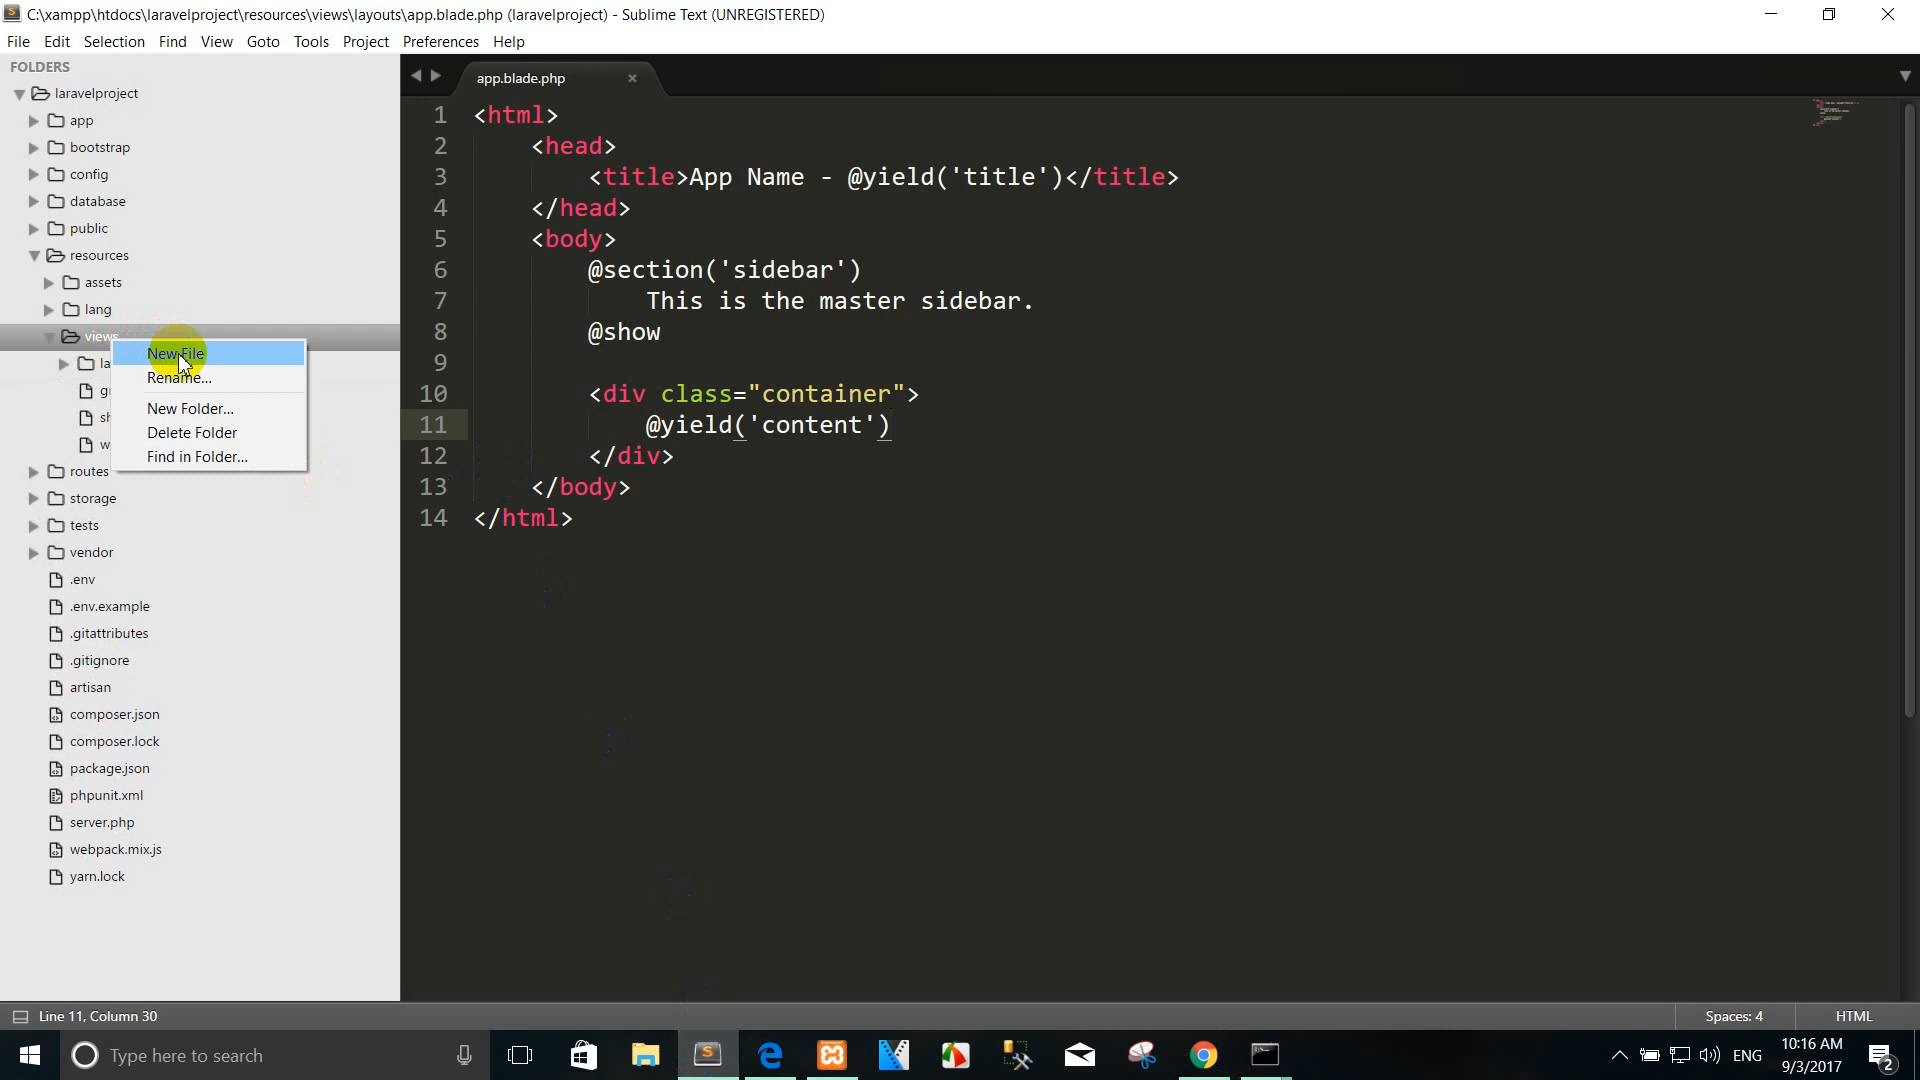 C:\xampp\htdocs\laravelproject\resources\views\layouts\app.blade.php (laravelproject) - Sublime Text (UNREGISTERED)
File Edit Selection Find View Goto Tools Project Preferences Help
FOLDERS
laravelproject
app
bootstrap
config
database
public
resources
assets
lang
views
New File
Rename...
New Folder...
Delete Folder
Find in Folder...
routes
storage
tests
vendor
.env
.env.example
.gitattributes
.gitignore
artisan
composer.json
composer.lock
package.json
phpunit.xml
server.php
webpack.mix.js
yarn.lock
app.blade.php
1 <html>
2 <head>
3 <title>App Name - @yield('title')</title>
4 </head>
5 <body>
6 @section('sidebar')
7 This is the master sidebar.
8 @show
9
10 <div class="container">
11 @yield('content')
12 </div>
13 </body>
14 </html>
Line 11, Column 30
Spaces: 4
HTML
Type here to search
ENG
10:16 AM
9/3/2017
2